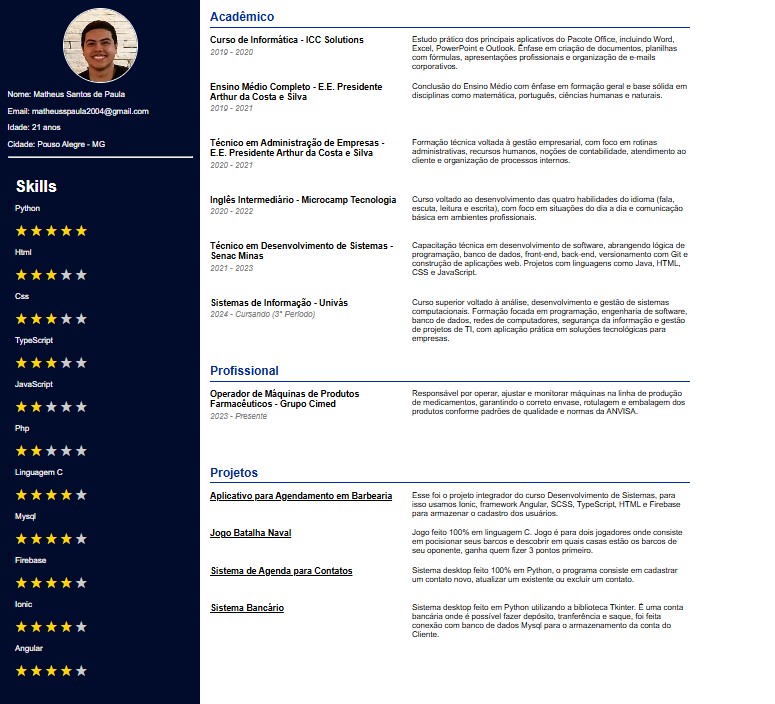 Nome: Matheus Santos de Paula
Email: matheusspaula2004@gmail.com
Idade: 21 anos
Cidade: Pouso Alegre - MG
Skills
Python
Html
Css
TypeScript
JavaScript
Php
Linguagem C
Mysql
Firebase
Ionic
Angular
Acadêmico
Curso de Informática - ICC Solutions
2019 - 2020
Estudo prático dos principais aplicativos do Pacote Office, incluindo Word,
Excel, PowerPoint e Outlook. Ênfase em criação de documentos, planilhas
com fórmulas, apresentações profissionais e organização de e-mails
corporativos.
Ensino Médio Completo - E.E. Presidente
Arthur da Costa e Silva
2019 - 2021
Conclusão do Ensino Médio com ênfase em formação geral e base sólida em
disciplinas como matemática, português, ciências humanas e naturais.
Técnico em Administração de Empresas -
E.E. Presidente Arthur da Costa e Silva
2020 - 2021
Formação técnica voltada à gestão empresarial, com foco em rotinas
administrativas, recursos humanos, noções de contabilidade, atendimento ao
cliente e organização de processos internos.
Inglês Intermediário - Microcamp Tecnologia
2020 - 2022
Curso voltado ao desenvolvimento das quatro habilidades do idioma (fala,
escuta, leitura e escrita), com foco em situações do dia a dia e comunicação
básica em ambientes profissionais.
Técnico em Desenvolvimento de Sistemas -
Senac Minas
2021 - 2023
Capacitação técnica em desenvolvimento de software, abrangendo lógica de
programação, banco de dados, front-end, back-end, versionamento com Git e
construção de aplicações web. Projetos com linguagens como Java, HTML,
CSS e JavaScript.
Sistemas de Informação - Univás
2024 - Cursando (3° Período)
Curso superior voltado à análise, desenvolvimento e gestão de sistemas
computacionais. Formação focada em programação, engenharia de software,
banco de dados, redes de computadores, segurança da informação e gestão
de projetos de TI, com aplicação prática em soluções tecnológicas para
empresas.
Profissional
Operador de Máquinas de Produtos
Farmacêuticos - Grupo Cimed
2023 - Presente
Responsável por operar, ajustar e monitorar máquinas na linha de produção
de medicamentos, garantindo o correto envase, rotulagem e embalagem dos
produtos conforme padrões de qualidade e normas da ANVISA.
Projetos
Aplicativo para Agendamento em Barbearia
Esse foi o projeto integrador do curso Desenvolvimento de Sistemas, para
isso usamos Ionic, framework Angular, SCSS, TypeScript, HTML e Firebase
para armazenar o cadastro dos usuários.
Jogo Batalha Naval
Jogo feito 100% em linguagem C. Jogo é para dois jogadores onde consiste
em pocisionar seus barcos e descobrir em quais casas estão os barcos de
seu oponente, ganha quem fizer 3 pontos primeiro.
Sistema de Agenda para Contatos
Sistema desktop feito 100% em Python, o programa consiste em cadastrar
um contato novo, atualizar um existente ou excluir um contato.
Sistema Bancário
Sistema desktop feito em Python utilizando a biblioteca Tkinter. É uma conta
bancária onde é possível fazer depósito, tranferência e saque, foi feita
conexão com banco de dados Mysql para o armazenamento da conta do
Cliente.